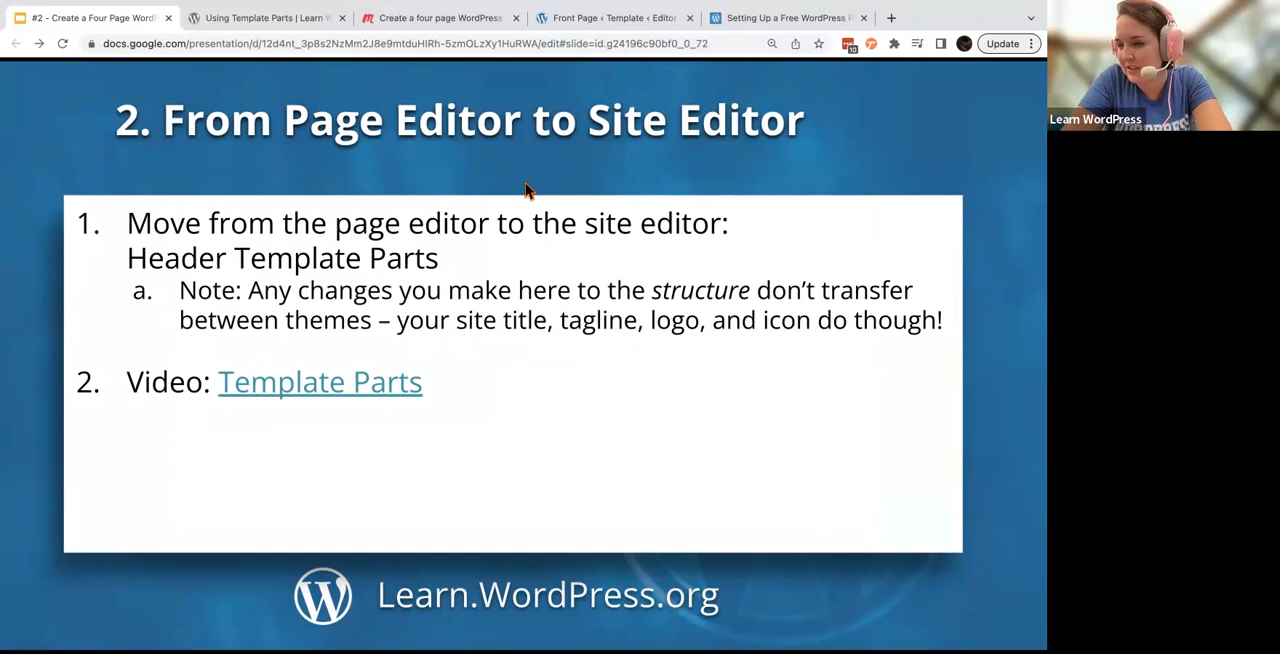 #2 - Create a Four Page WordP
Using Template Parts | Learn W
Create a four page WordPress
Front Page ‹ Template ‹ Editor
Setting Up a Free WordPress P
docs.google.com/presentation/d/12d4nt_3p8s2NzMm2J8e9mtduHIRh-5zmOLzXy1HuRWA/edit#slide=id.g24196c90bf0_0_72
10
Update
Learn WordPress
2. From Page Editor to Site Editor
1. Move from the page editor to the site editor:
Header Template Parts
a. Note: Any changes you make here to the structure don’t transfer
between themes – your site title, tagline, logo, and icon do though!
2. Video: Template Parts
Learn.WordPress.org